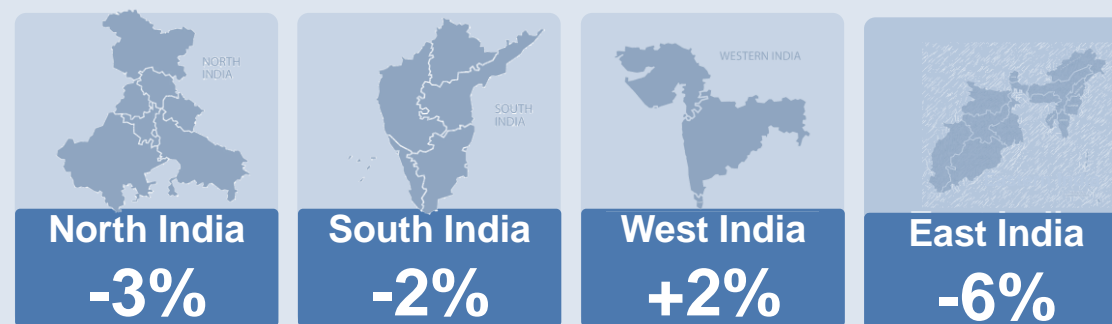 NORTH
INDIA
North India
-3%
SOUTH
INDIA
South India
-2%
WESTERN INDIA
West India
+2%
East India
-6%